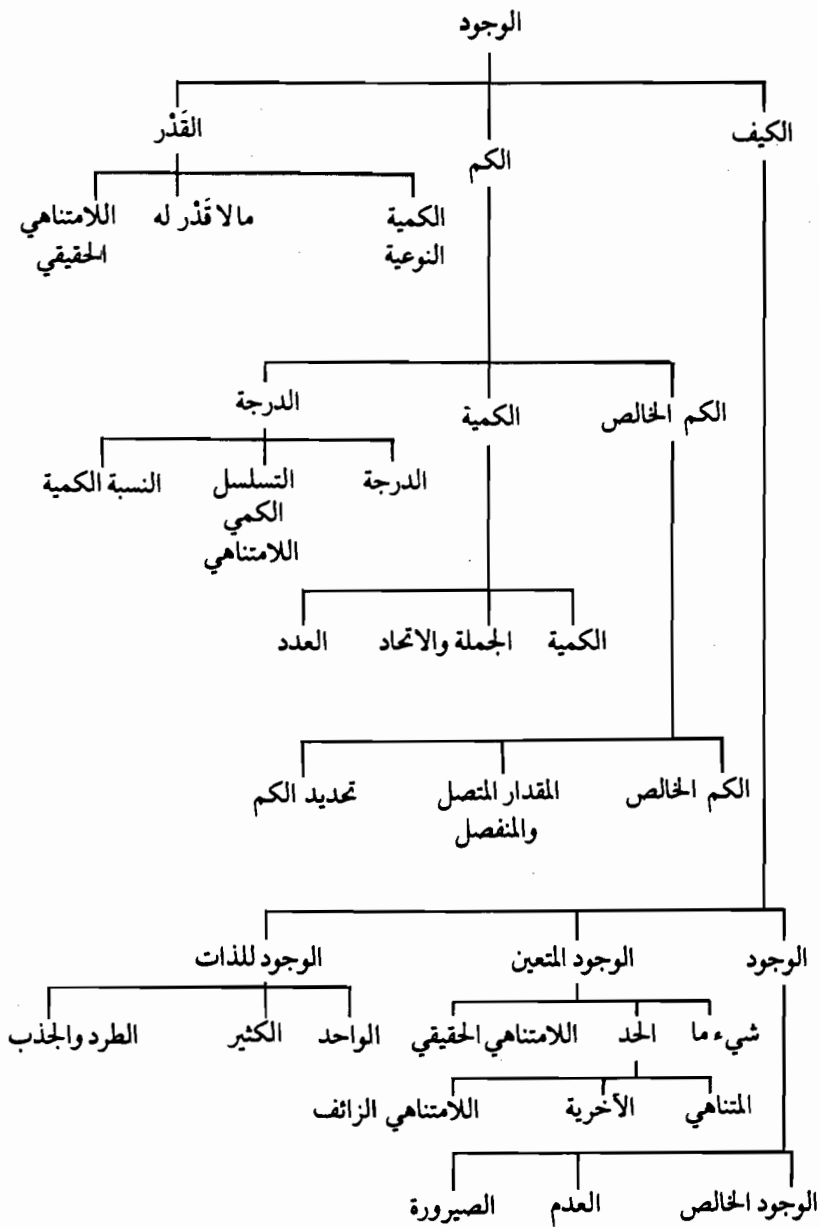 الوجود
الكيف
الكم
القَدْر
الكمية
النوعية
مالا قَدْر له
اللامتناهي
الحقيقي
الكم الخالص
الكمية
الدرجة
الدرجة
التسلسل
الكمي
اللامتناهي
النسبة الكمية
الكمية
الجملة والاتحاد
العدد
الكم الخالص
المقدار المتصل
والمنفصل
تحديد الكم
الوجود
الوجود المتعين
الوجود للذات
شيء ما
الحد
اللامتناهي الحقيقي
الواحد
الكثير
الطرد والجذب
المتناهي
الآخرية
اللامتناهي الزائف
الوجود الخالص
العدم
الصيرورة